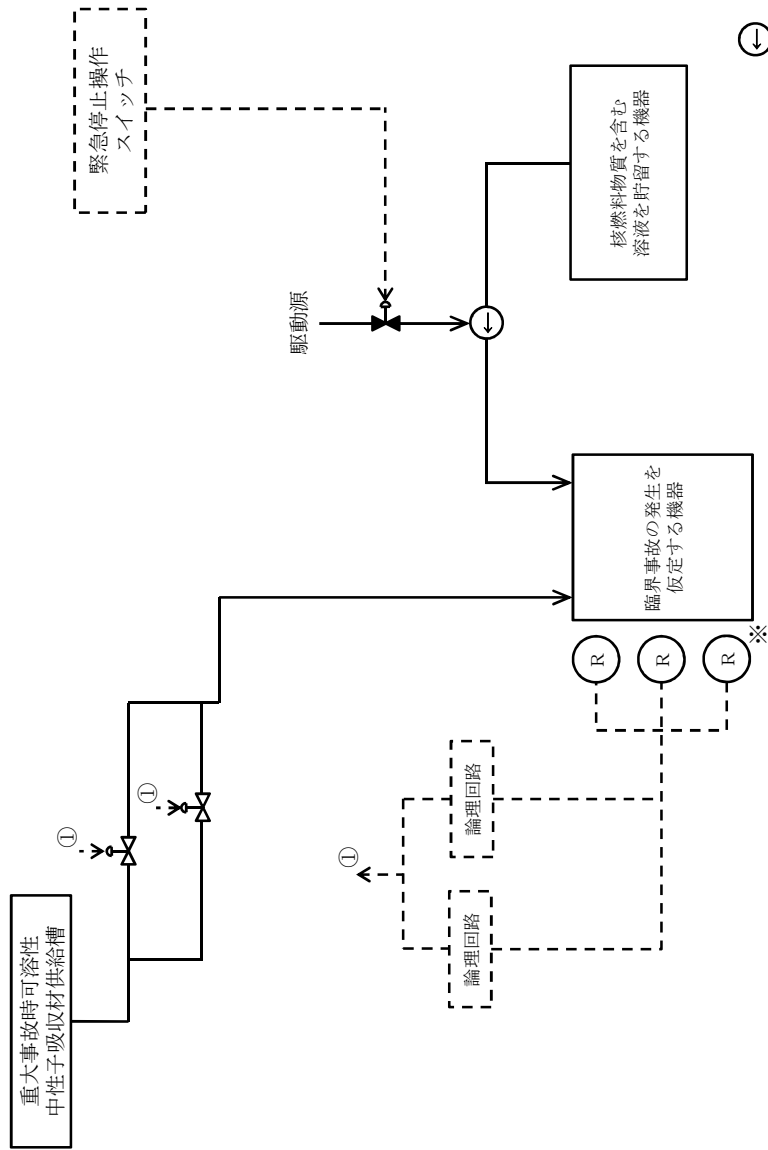 重大事故時可溶性
中性子吸収材供給槽
①
①
①
論理回路
論理回路
R
R
R
※
臨界事故の発生を
仮定する機器
駆動源
緊急停止操作
スイッチ
核燃料物質を含む
溶液を貯留する機器